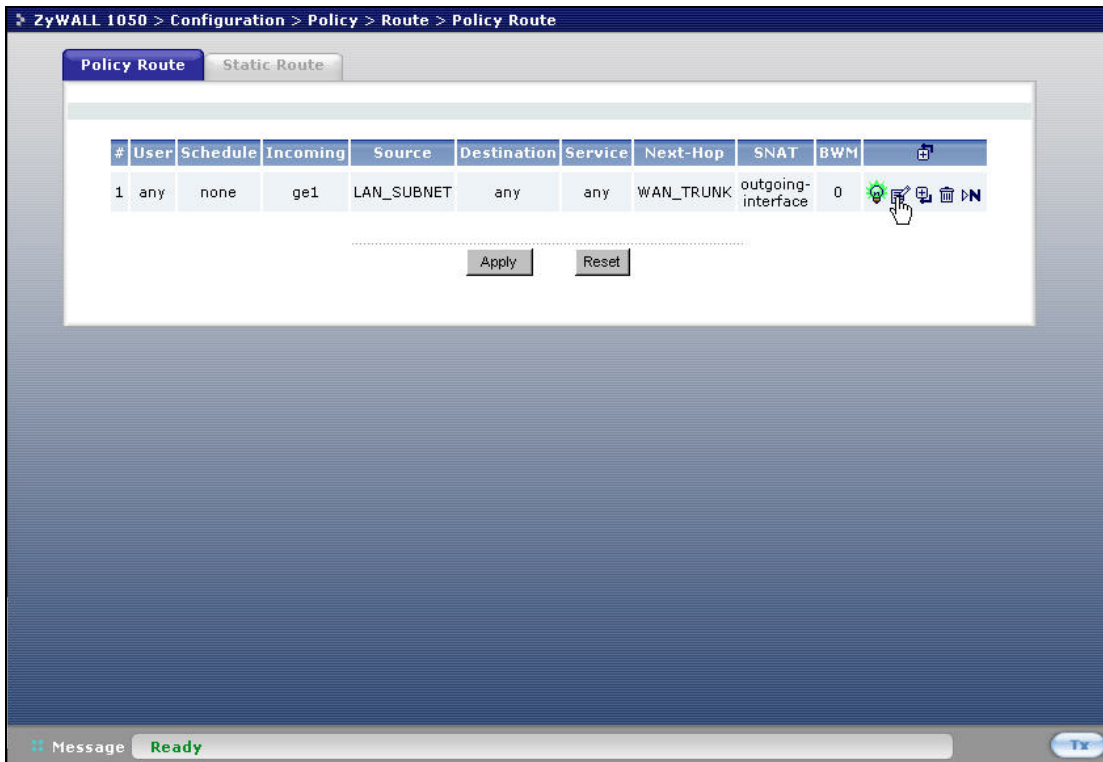 ZyWALL 1050 > Configuration > Policy > Route > Policy Route
Policy Route Static Route
# User Schedule Incoming Source Destination Service Next-Hop SNAT BWM
1 any none ge1 LAN_SUBNET any any WAN_TRUNK outgoing-interface 0 N
Apply Reset
Message Ready Tx